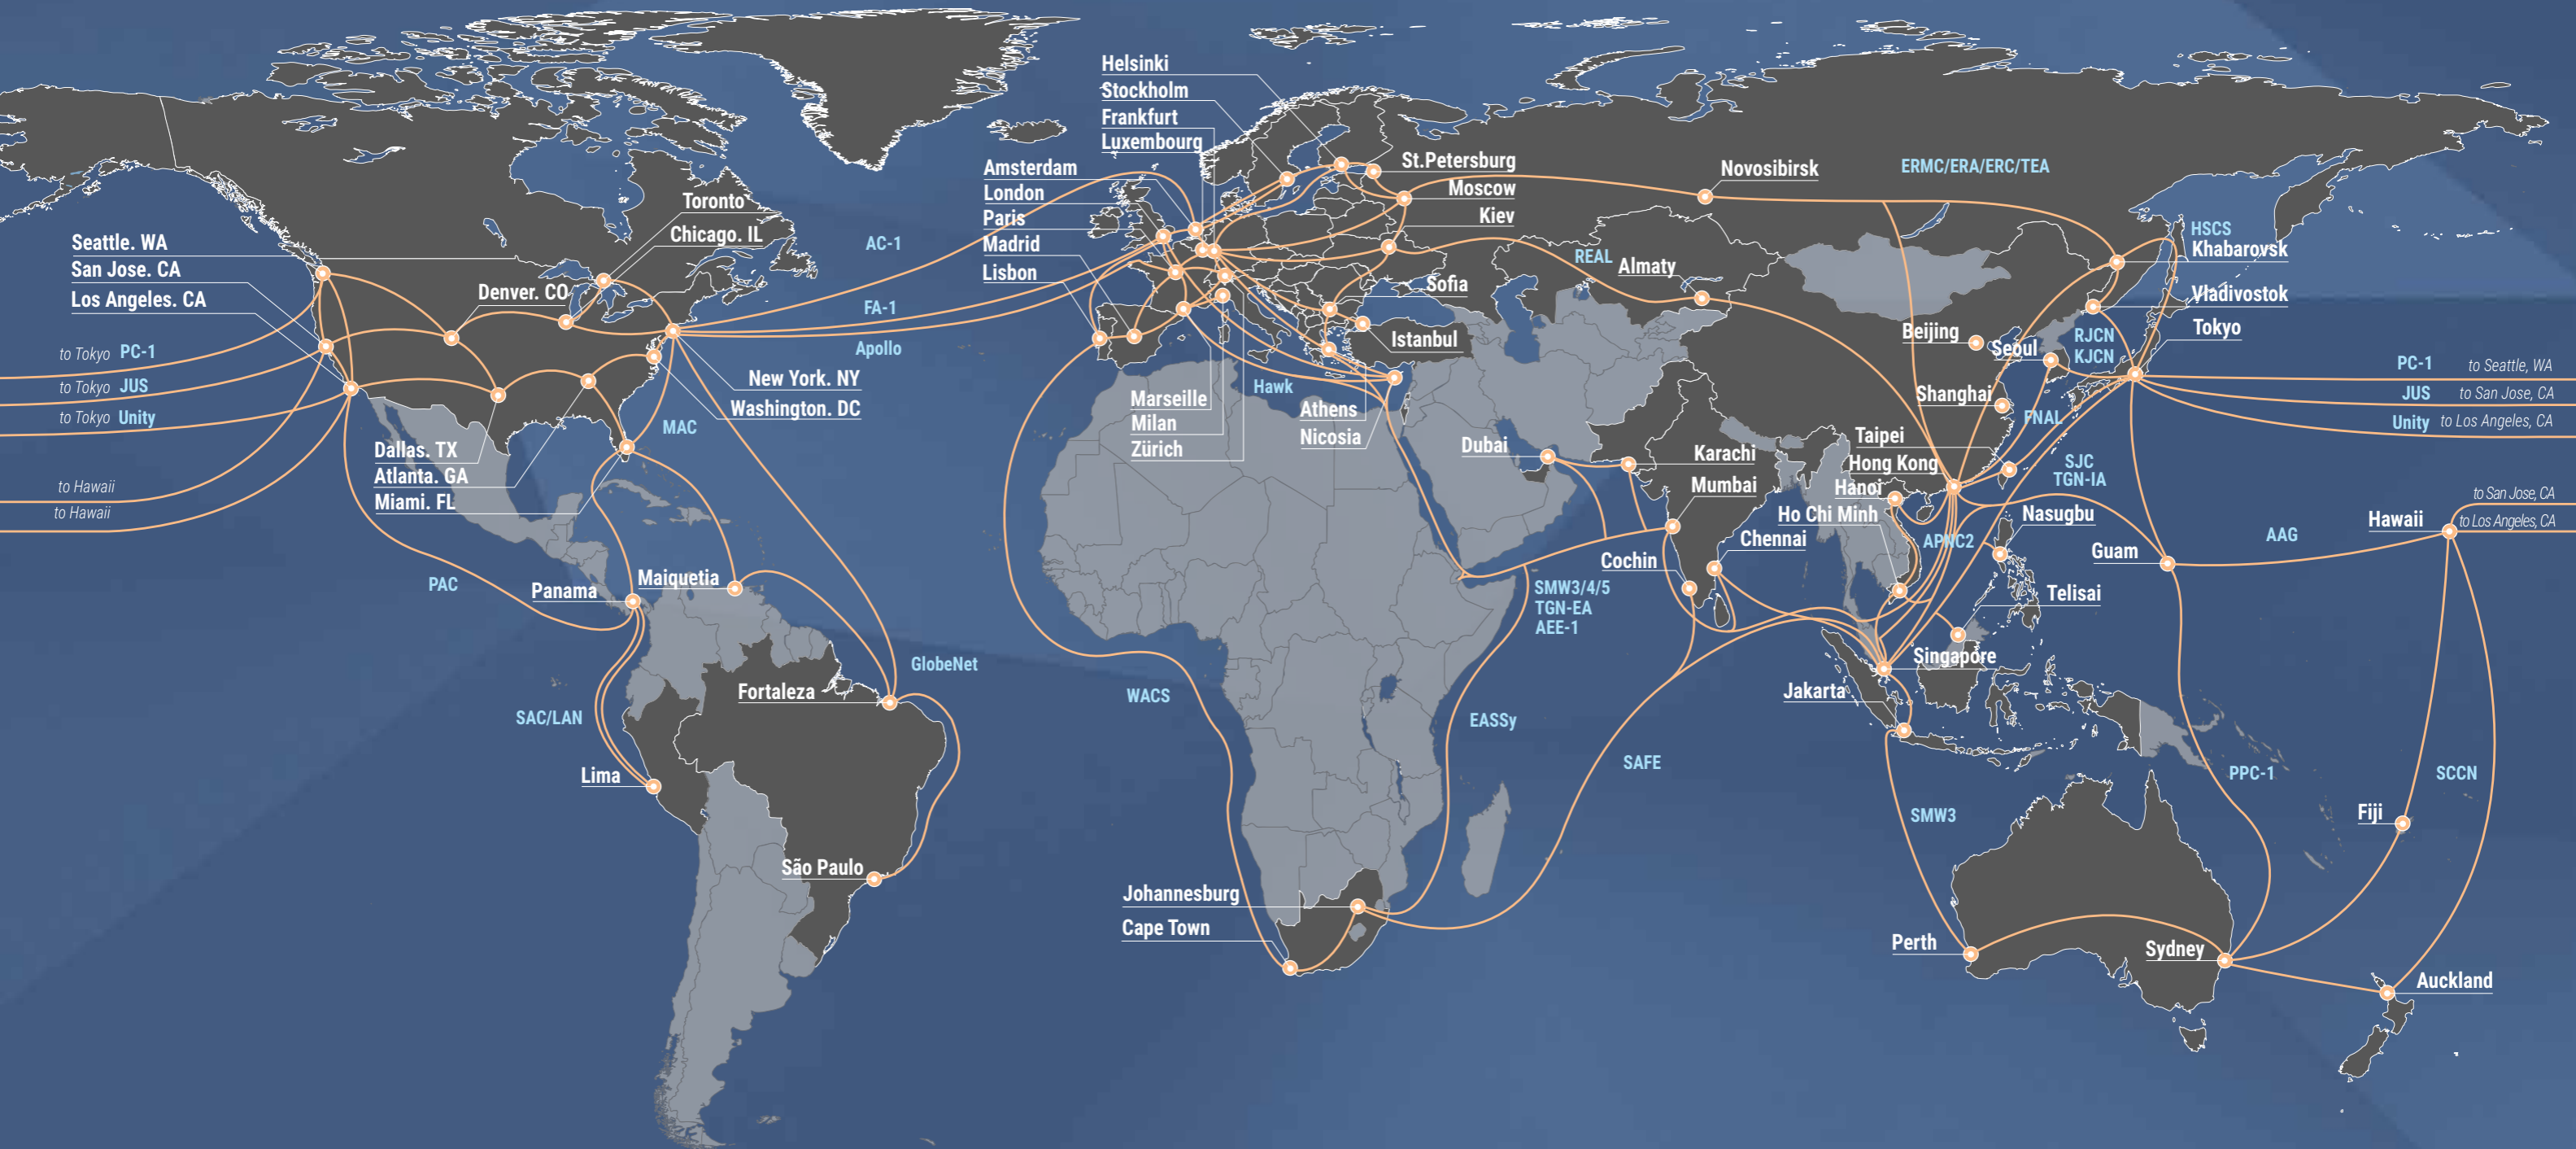 Seattle. WA
San Jose. CA
Los Angeles. CA
to Tokyo PC-1
to Tokyo JUS
to Tokyo Unity
to Hawaii
to Hawaii
Toronto
Chicago. IL
Denver. CO
New York. NY
Washington. DC
Dallas. TX
Atlanta. GA
Miami. FL
MAC
PAC
Panama
Maiquetia
GlobeNet
Fortaleza
SAC/LAN
Lima
São Paulo
AC-1
FA-1
Apollo
Helsinki
Stockholm
Frankfurt
Luxembourg
Amsterdam
London
Paris
Madrid
Lisbon
St.Petersburg
Moscow
Kiev
Sofia
Istanbul
Hawk
Marseille
Milan
Zürich
Athens
Nicosia
WACS
EASSy
SAFE
Johannesburg
Cape Town
Novosibirsk
ERMC/ERA/ERC/TEA
REAL
Almaty
Dubai
Karachi
Mumbai
Chennai
Cochin
SMW3/4/5
TGN-EA
AEE-1
HSCS
Khabarovsk
Vladivostok
Tokyo
Beijing
Seoul
RJCN
KJCN
Shanghai
FNAL
Taipei
Hong Kong
Hanoi
Ho Chi Minh
APNC2
SJC
TGN-IA
Nasugbu
Telisai
Singapore
Jakarta
SMW3
Perth
Sydney
Guam
AAG
Hawaii
PC-1 to Seattle, WA
JUS to San Jose, CA
Unity to Los Angeles, CA
to San Jose, CA
to Los Angeles, CA
PPC-1
SCCN
Fiji
Auckland